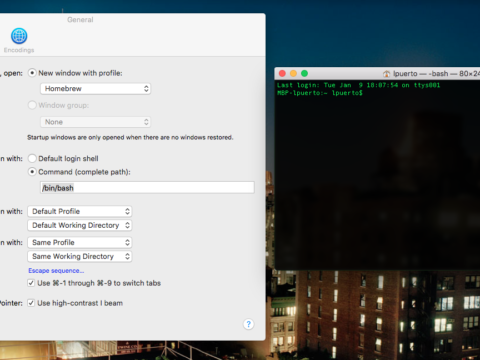 General
Encodings
, open:
New window with profile:
Homebrew
Window group:
None
Startup windows are only opened when there are no windows restored.
n with:
Default login shell
Command (complete path):
/bin/bash
w with:
Default Profile
Default Working Directory
n with:
Same Profile
Same Working Directory
Escape sequence...
Use ⌘-1 through ⌘-9 to switch tabs
Pointer:
Use high-contrast I beam
?
lpuerto — -bash — 80×24
Last login: Tue Jan  9 10:07:54 on ttys001
MBP-lpuerto:~ lpuerto$